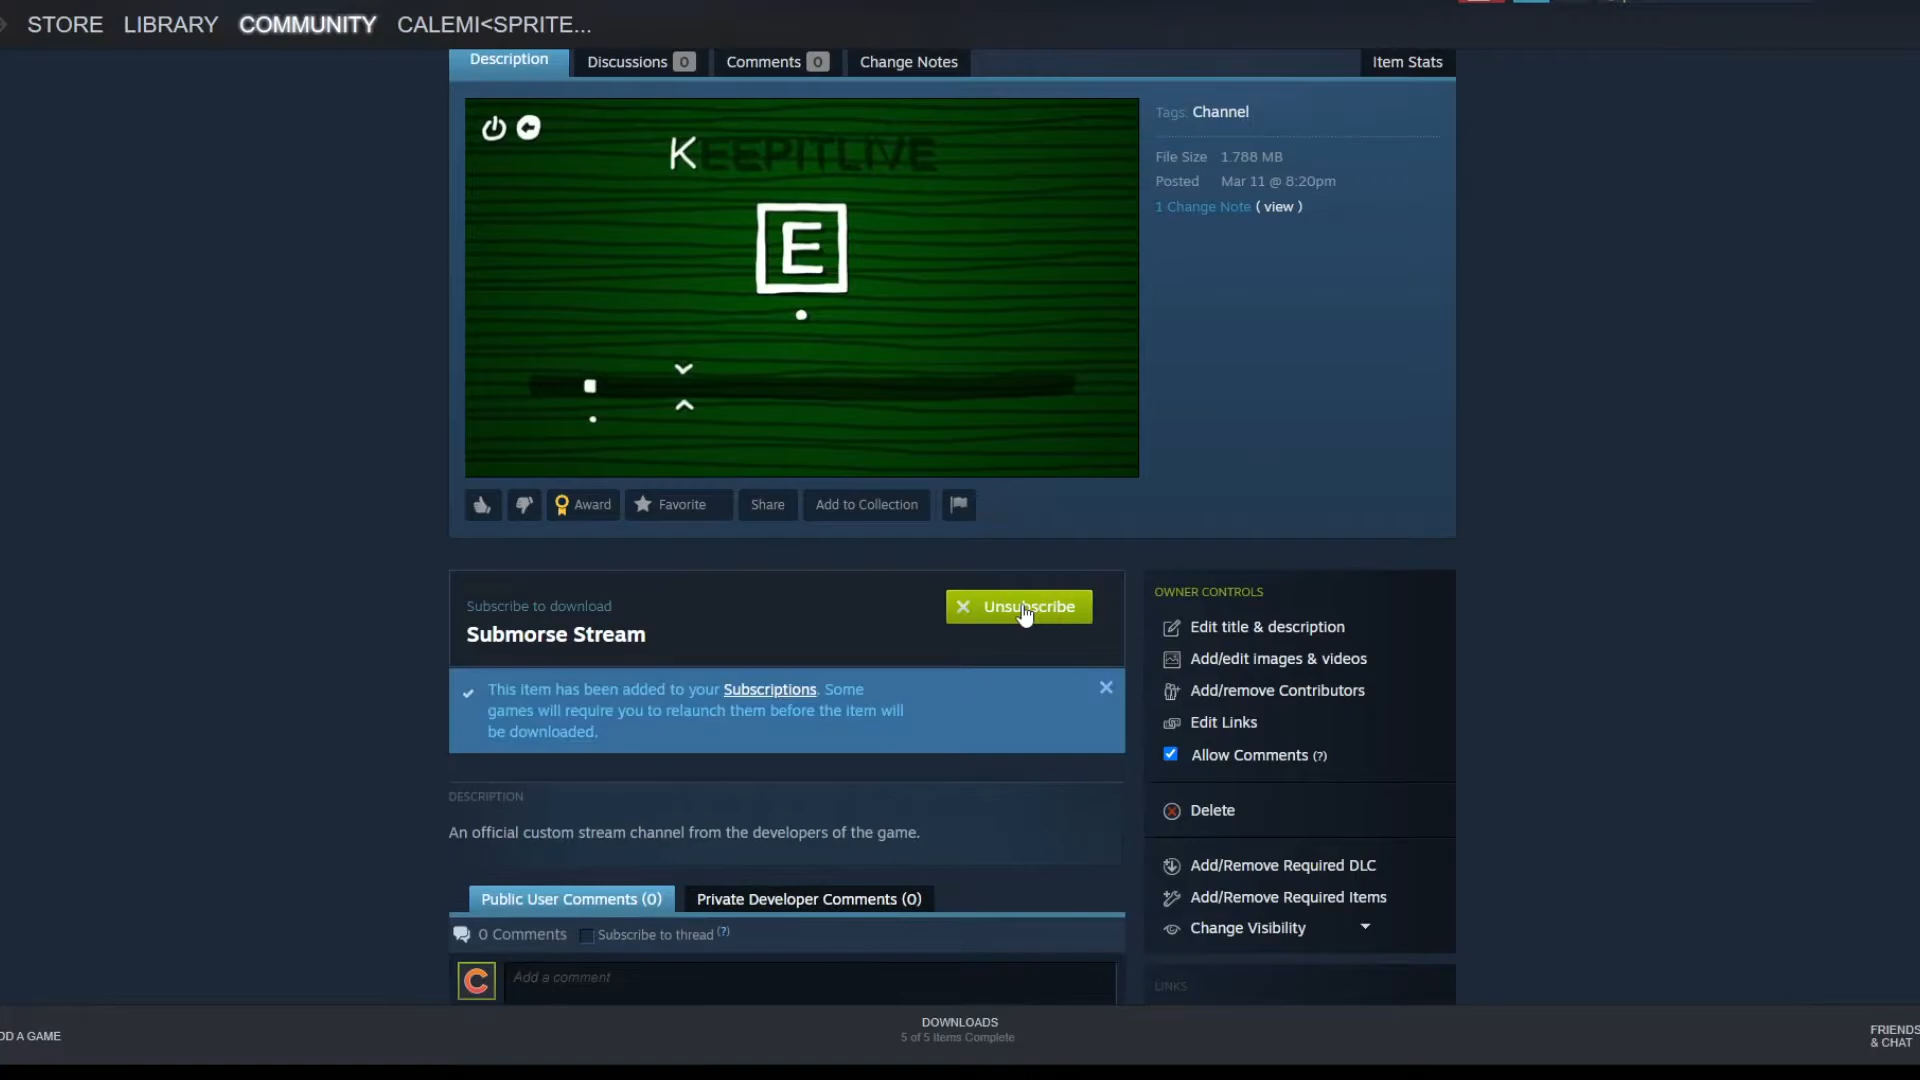 STORE LIBRARY COMMUNITY CALEMI<SPRITE...
Description Discussions 0 Comments 0 Change Notes Item Stats
KEEPITLIVE
E
Tags: Channel
File Size 1.788 MB
Posted Mar 11 @ 8:20pm
1 Change Note ( view )
Award Favorite Share Add to Collection
Subscribe to download
Submorse Stream
Unsubscribe
This item has been added to your Subscriptions. Some
games will require you to relaunch them before the item will
be downloaded.
DESCRIPTION
An official custom stream channel from the developers of the game.
Public User Comments (0) Private Developer Comments (0)
0 Comments Subscribe to thread (?)
C
Add a comment
OWNER CONTROLS
Edit title & description
Add/edit images & videos
Add/remove Contributors
Edit Links
Allow Comments (?)
Delete
Add/Remove Required DLC
Add/Remove Required Items
Change Visibility
LINKS
DD A GAME
DOWNLOADS
5 of 5 Items Complete
FRIENDS
& CHAT